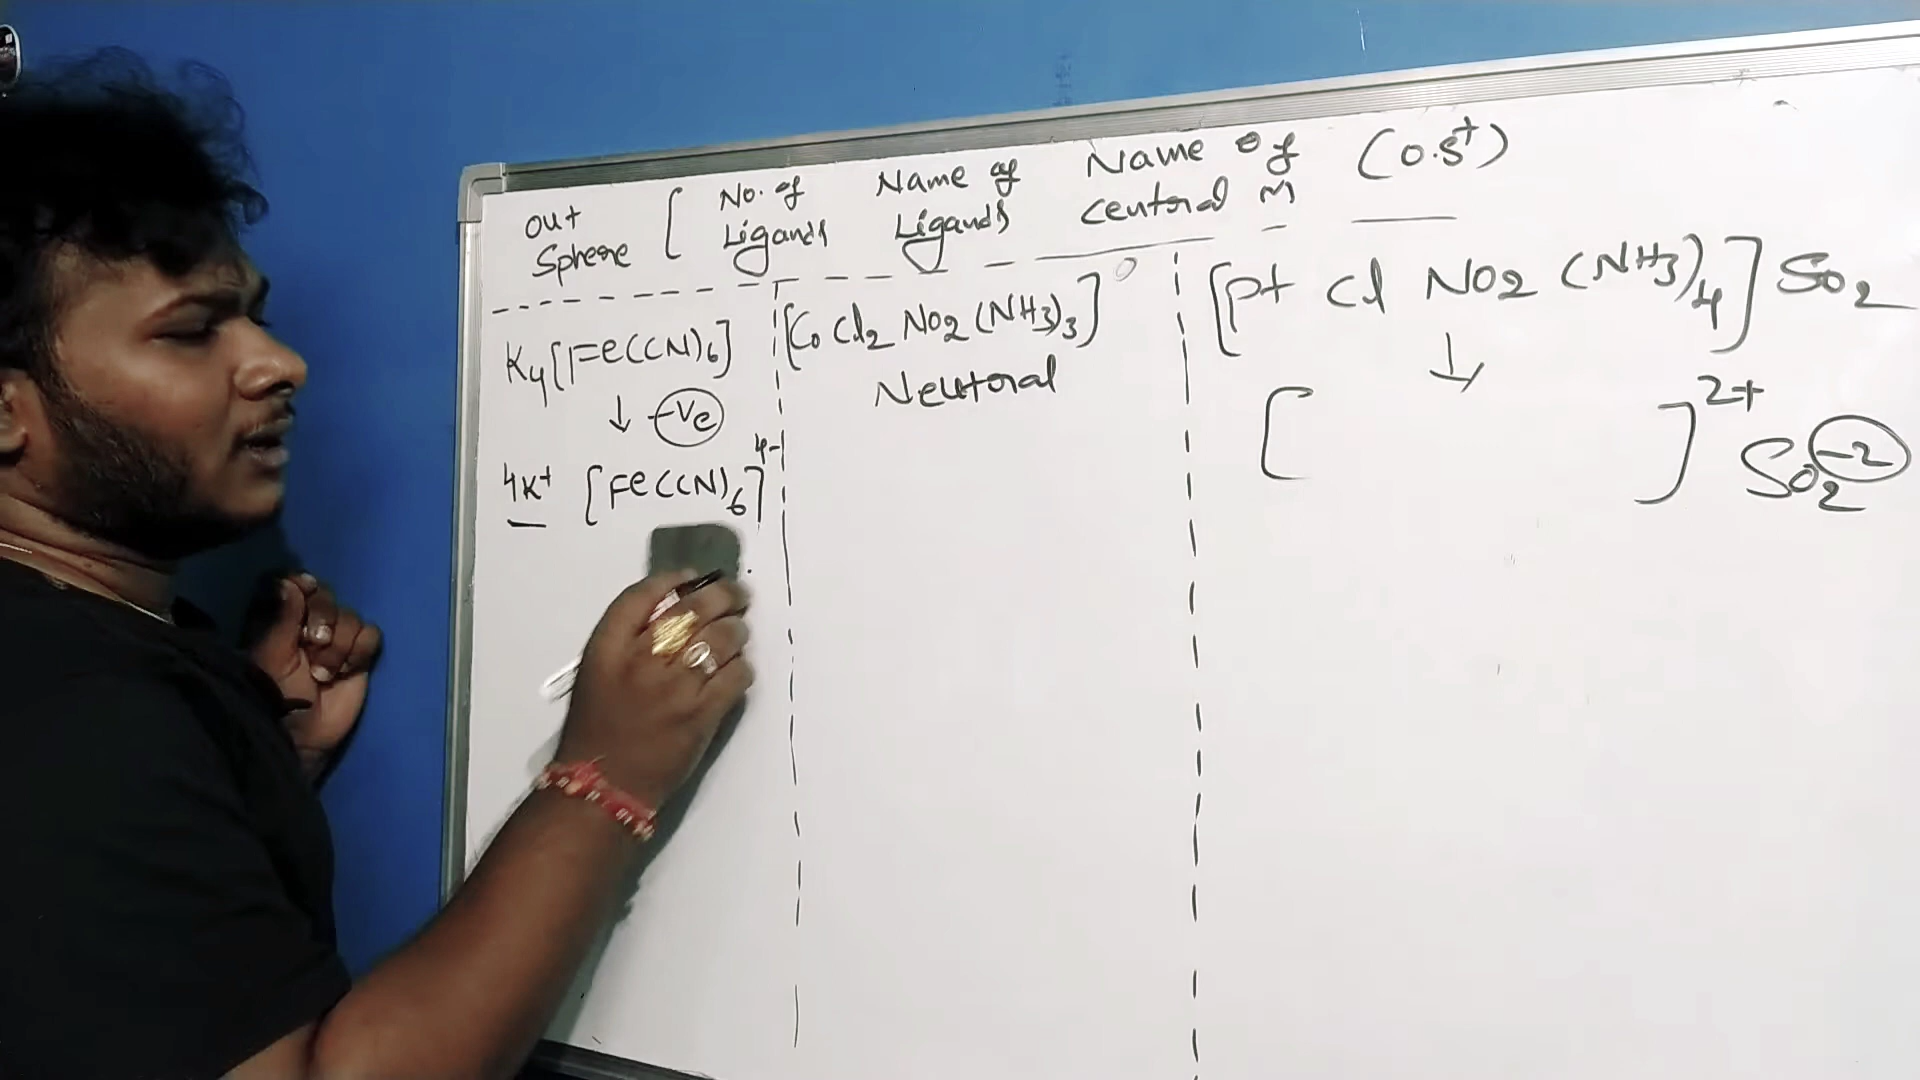 out [ No. of Name of Name of (O.S⁺)
Sphere Ligands Ligands Central M
K₄[Fe(CN)₆]
↓ -ve
4K⁺ [Fe(CN)₆]⁴⁻
[Co Cl₂ NO₂ (NH₃)₃]⁰
Neutral
[Pt Cl NO₂ (NH₃)₄] SO₂
↓
[ ]²⁺ SO₂⁻²